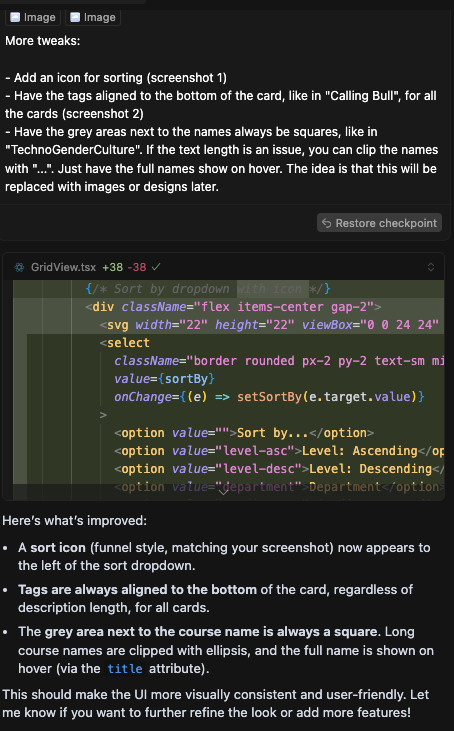 Image Image
More tweaks:
- Add an icon for sorting (screenshot 1)
- Have the tags aligned to the bottom of the card, like in "Calling Bull", for all
the cards (screenshot 2)
- Have the grey areas next to the names always be squares, like in
"TechnoGenderCulture". If the text length is an issue, you can clip the names
with "...". Just have the full names show on hover. The idea is that this will be
replaced with images or designs later.
Restore checkpoint
GridView.tsx +38 -38
{/* Sort by dropdown with icon */}
<div className="flex items-center gap-2">
<svg width="22" height="22" viewBox="0 0 24 24"
<select
className="border rounded px-2 py-2 text-sm mi
value={sortBy}
onChange={(e) => setSortBy(e.target.value)}
>
<option value="">Sort by...</option>
<option value="level-asc">Level: Ascending</op
<option value="level-desc">Level: Descending</
<option value="department">Department</option>
Here's what's improved:
• A sort icon (funnel style, matching your screenshot) now appears to
the left of the sort dropdown.
• Tags are always aligned to the bottom of the card, regardless of
description length, for all cards.
• The grey area next to the course name is always a square. Long
course names are clipped with ellipsis, and the full name is shown on
hover (via the title attribute).
This should make the UI more visually consistent and user-friendly. Let
me know if you want to further refine the look or add more features!